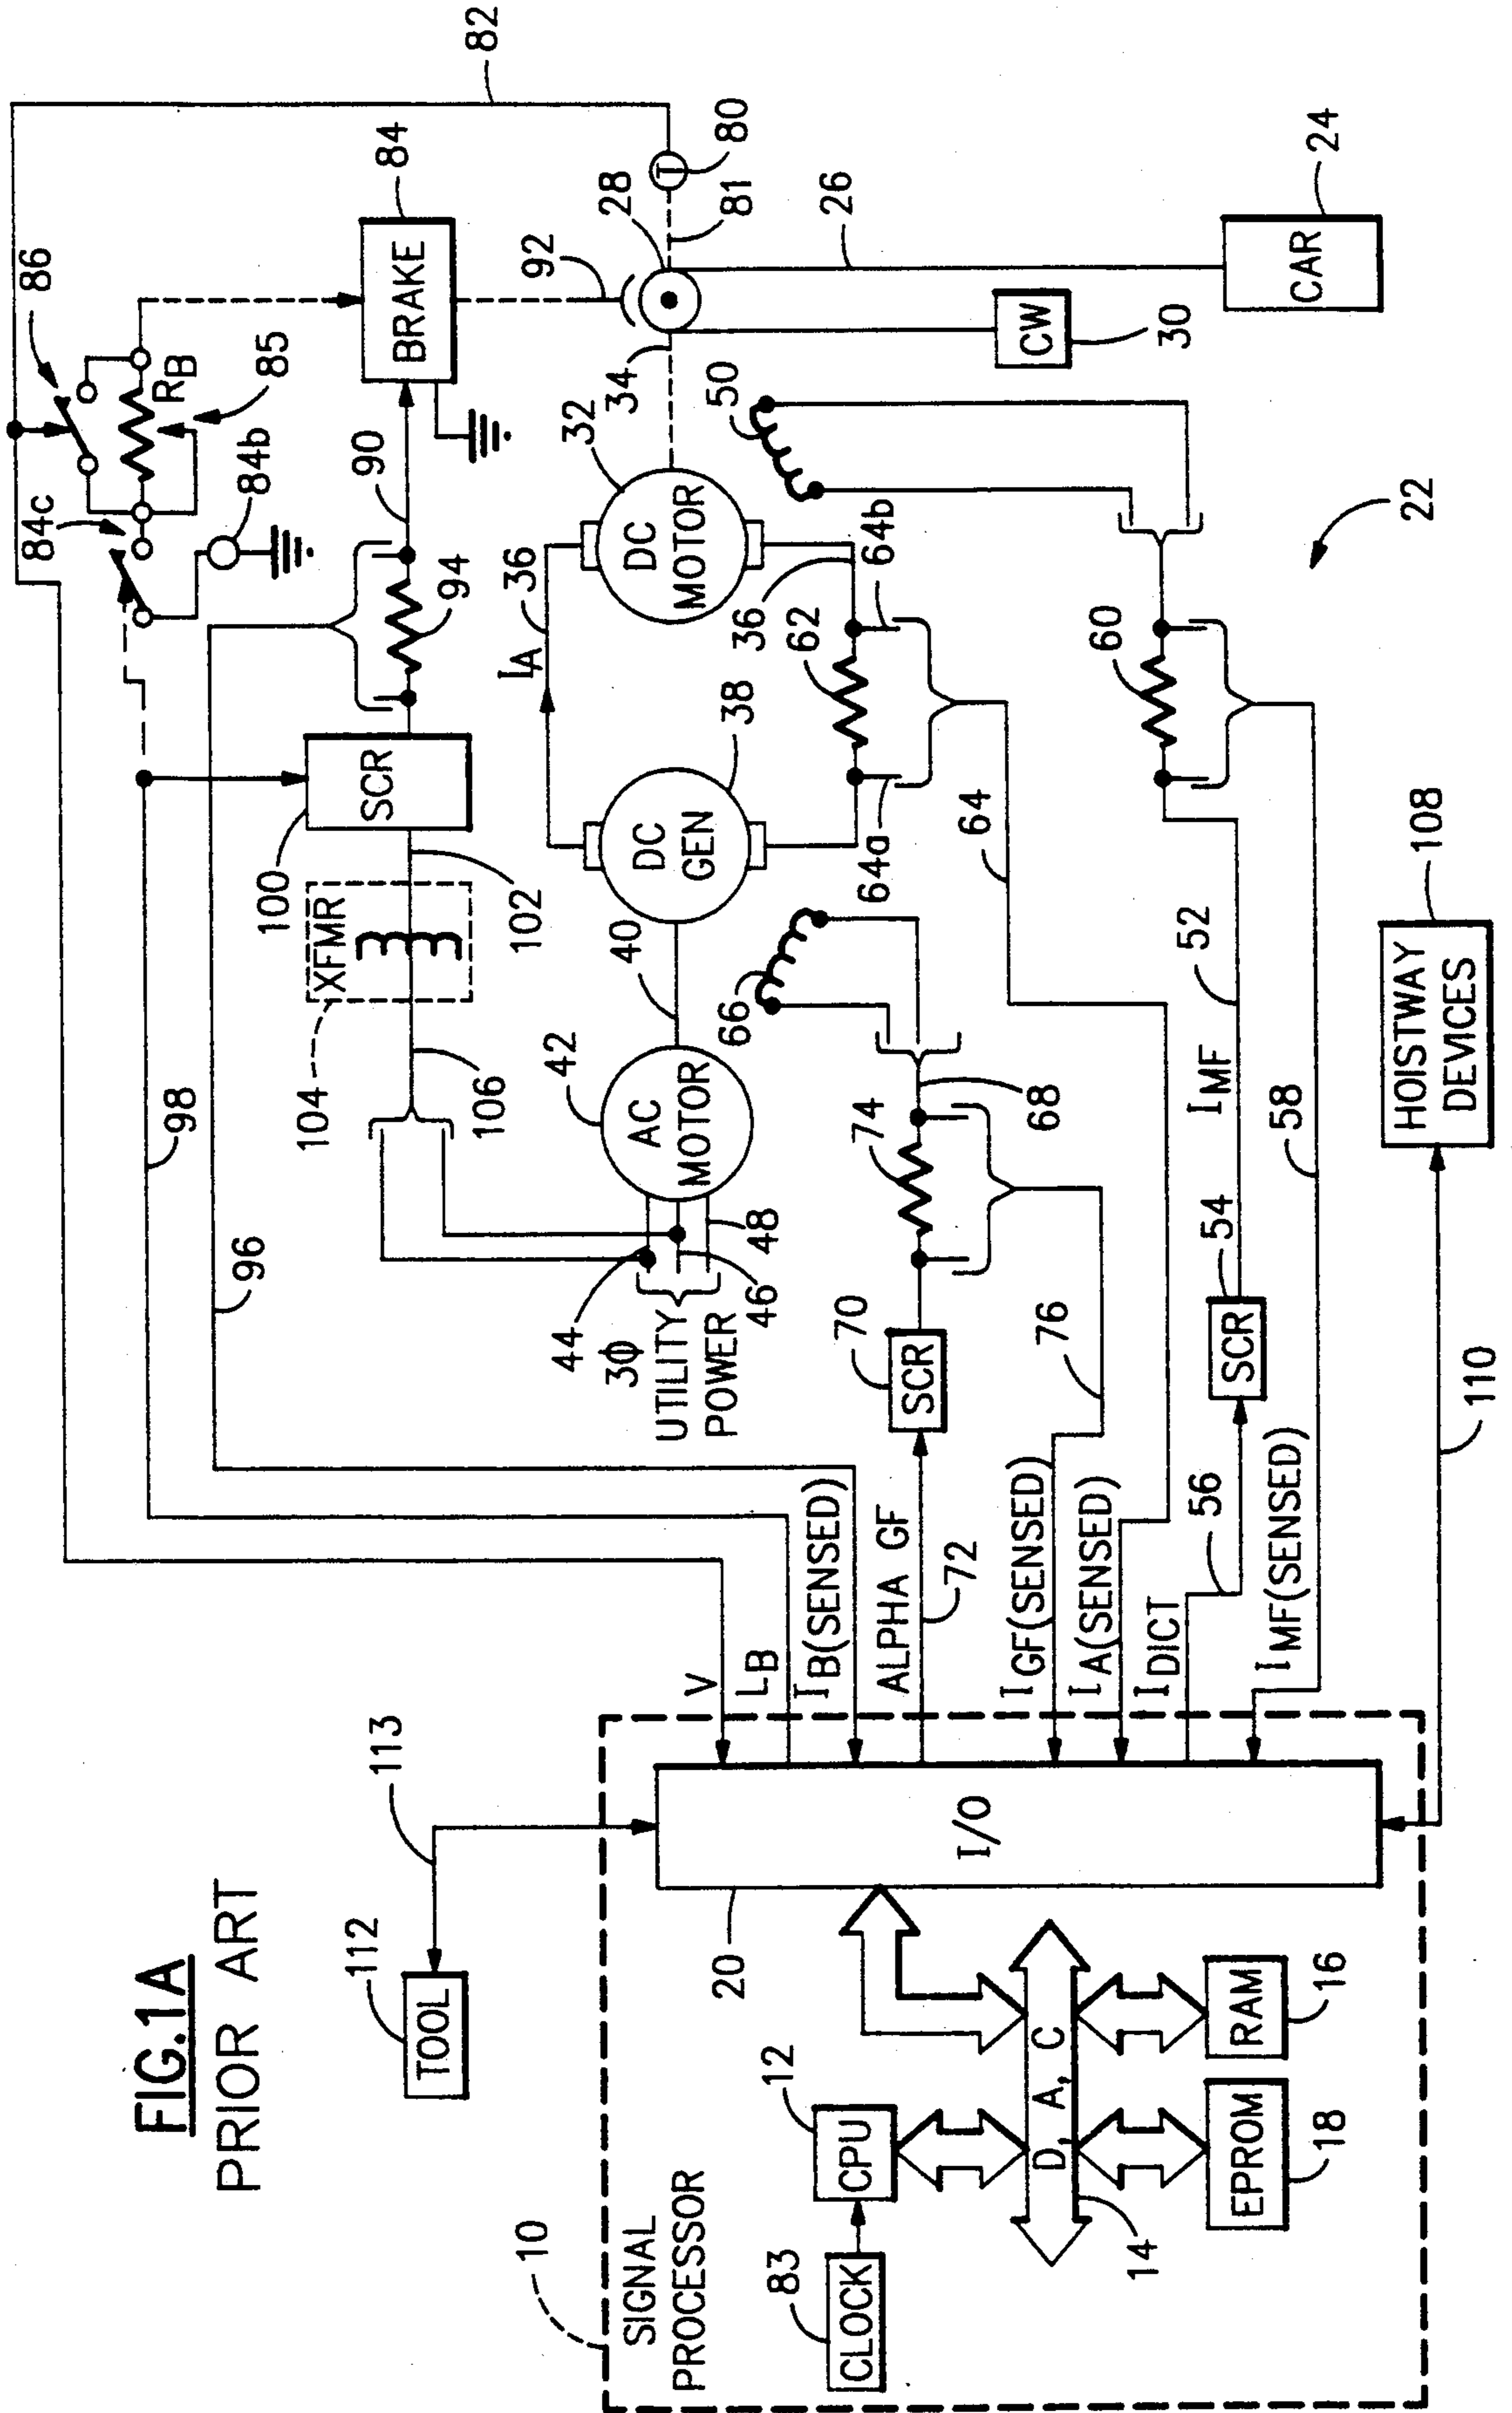 FIG.1A
PRIOR ART
82
86
84
84c
RB
85
84b
BRAKE
80
T
28
81
92
26
24
CAR
CW
30
34
32
DC
MOTOR
50
90
94
36
IA
36
64b
62
60
22
SCR
100
38
DC
GEN
64a
64
XFMR
102
104
106
40
66
42
AC
MOTOR
68
52
IMF
58
108
HOISTWAY
DEVICES
98
96
44
46
48
3Φ
UTILITY
POWER
74
70
SCR
76
54
SCR
110
V
LB
IB(SENSED)
ALPHA GF
72
IGF(SENSED)
IA(SENSED)
IDICT
56
IMF(SENSED)
113
112
TOOL
I/O
20
10
SIGNAL
PROCESSOR
12
CPU
83
CLOCK
D, A, C
14
RAM
16
EPROM
18